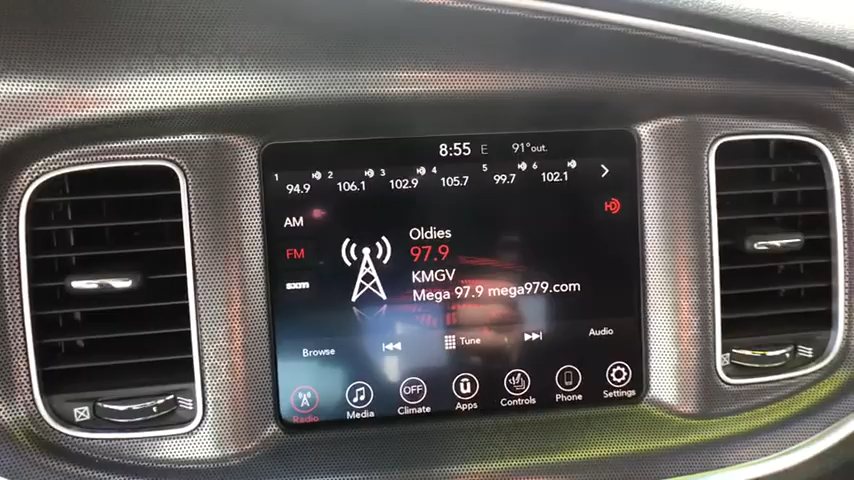 8:55 E 91°out.
1 94.9 2 106.1 3 102.9 4 105.7 5 99.7 6 102.1
AM
FM
sxm
HD
Oldies
97.9
KMGV
Mega 97.9 mega979.com
Browse Tune Audio
Radio Media OFF Climate Apps Controls Phone Settings